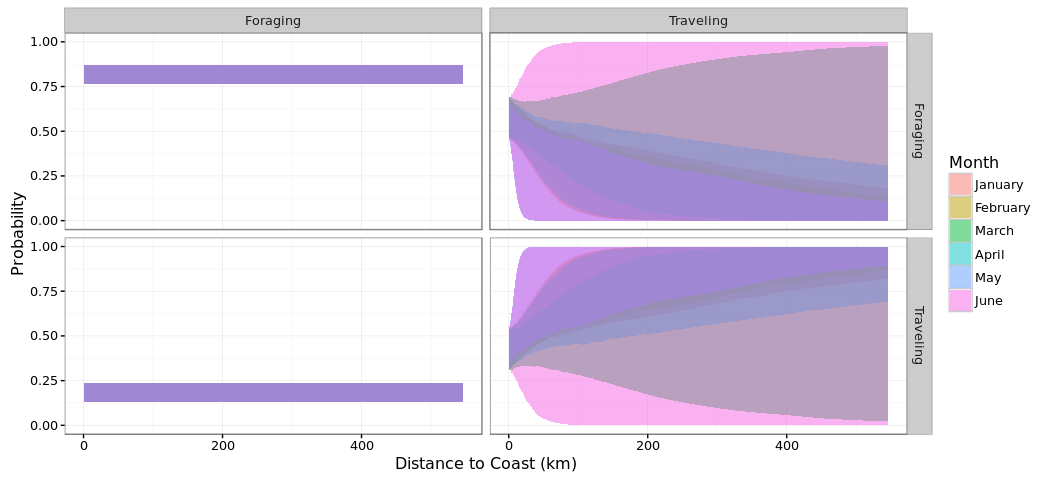 Foraging
Traveling
1.00
0.75
0.50
0.25
0.00
Foraging
1.00
0.75
0.50
0.25
0.00
Traveling
Probability
0
200
400
0
200
400
Distance to Coast (km)
Month
January
February
March
April
May
June